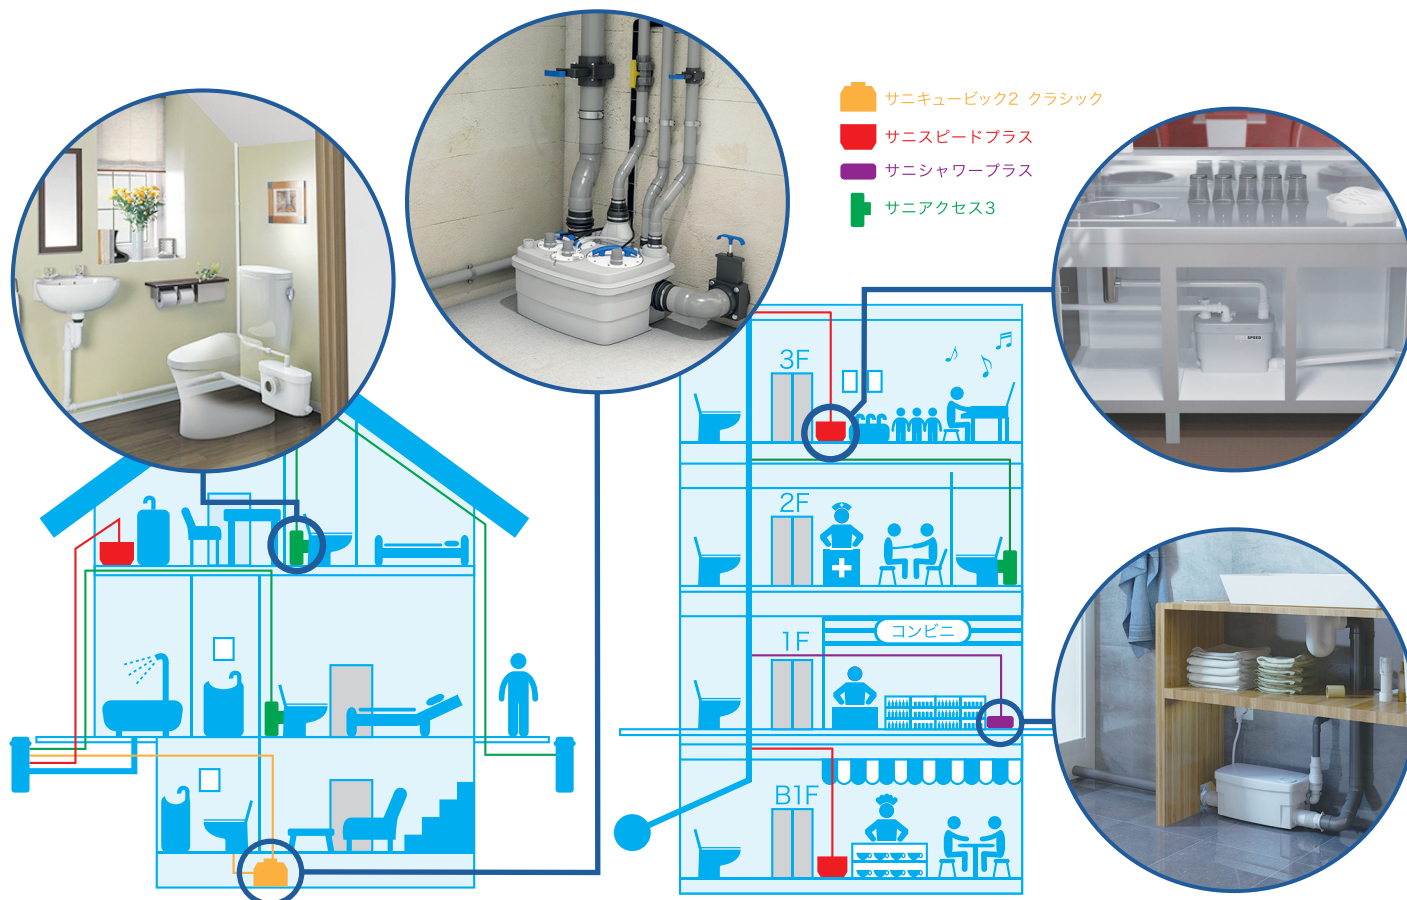 サニキュービック2 クラシック
サニスピードプラス
サニシャワープラス
サニアクセス3
SPEED
3F
2F
コンビニ
1F
B1F